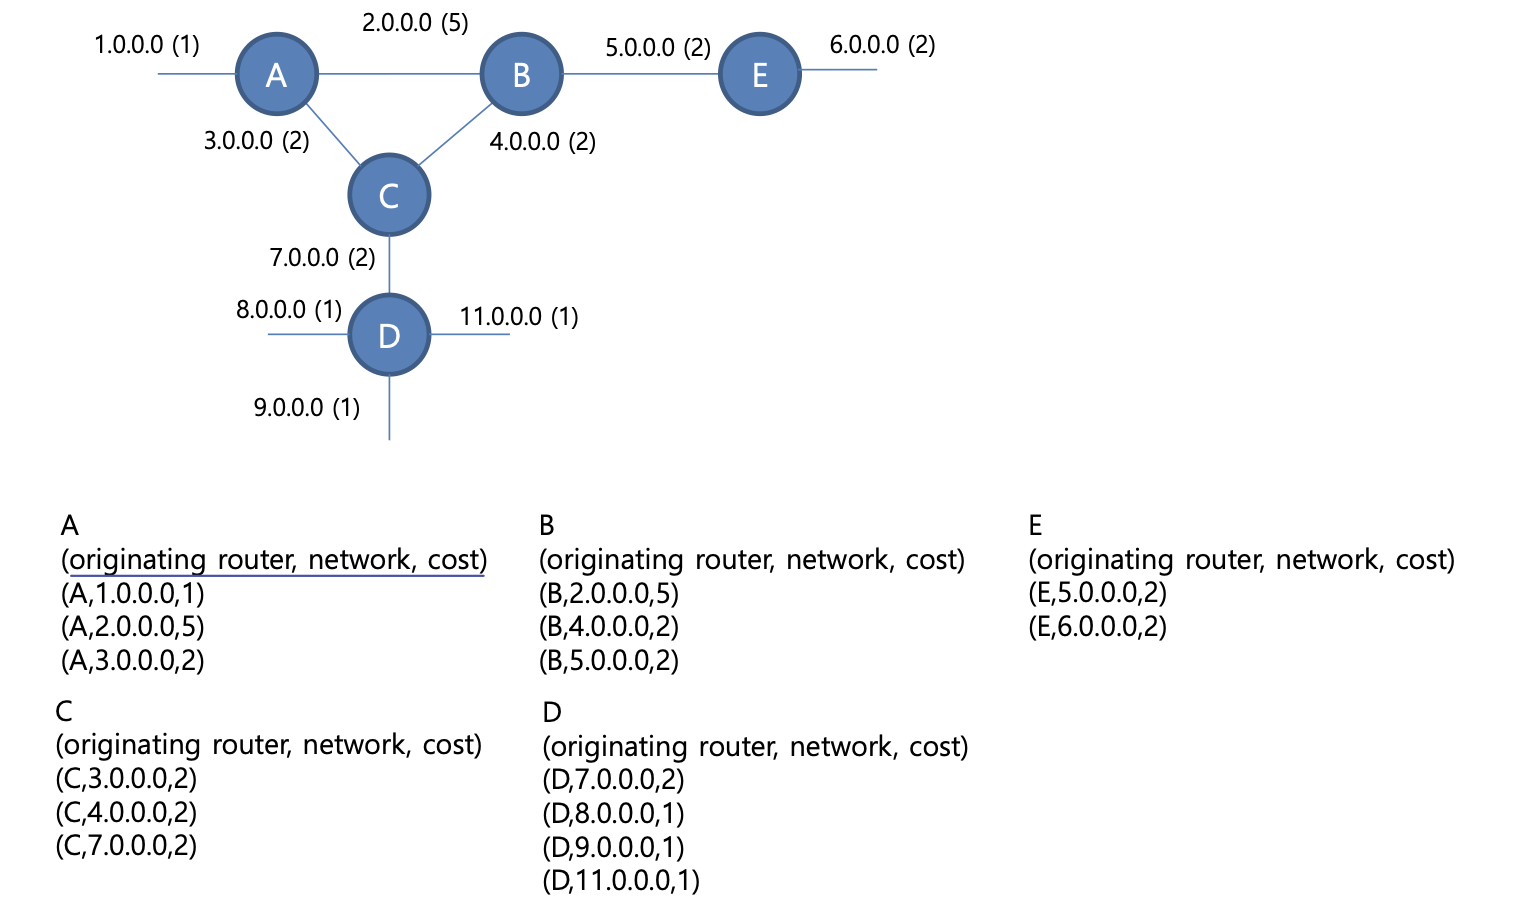 2.0.0.0 (5)
1.0.0.0 (1)
5.0.0.0 (2)
6.0.0.0 (2)
A
B
E
3.0.0.0 (2)
4.0.0.0 (2)
C
7.0.0.0 (2)
8.0.0.0 (1)
11.0.0.0 (1)
D
9.0.0.0 (1)
A
(originating router, network, cost)
(A,1.0.0.0,1)
(A,2.0.0.0,5)
(A,3.0.0.0,2)
B
(originating router, network, cost)
(B,2.0.0.0,5)
(B,4.0.0.0,2)
(B,5.0.0.0,2)
E
(originating router, network, cost)
(E,5.0.0.0,2)
(E,6.0.0.0,2)
C
(originating router, network, cost)
(C,3.0.0.0,2)
(C,4.0.0.0,2)
(C,7.0.0.0,2)
D
(originating router, network, cost)
(D,7.0.0.0,2)
(D,8.0.0.0,1)
(D,9.0.0.0,1)
(D,11.0.0.0,1)